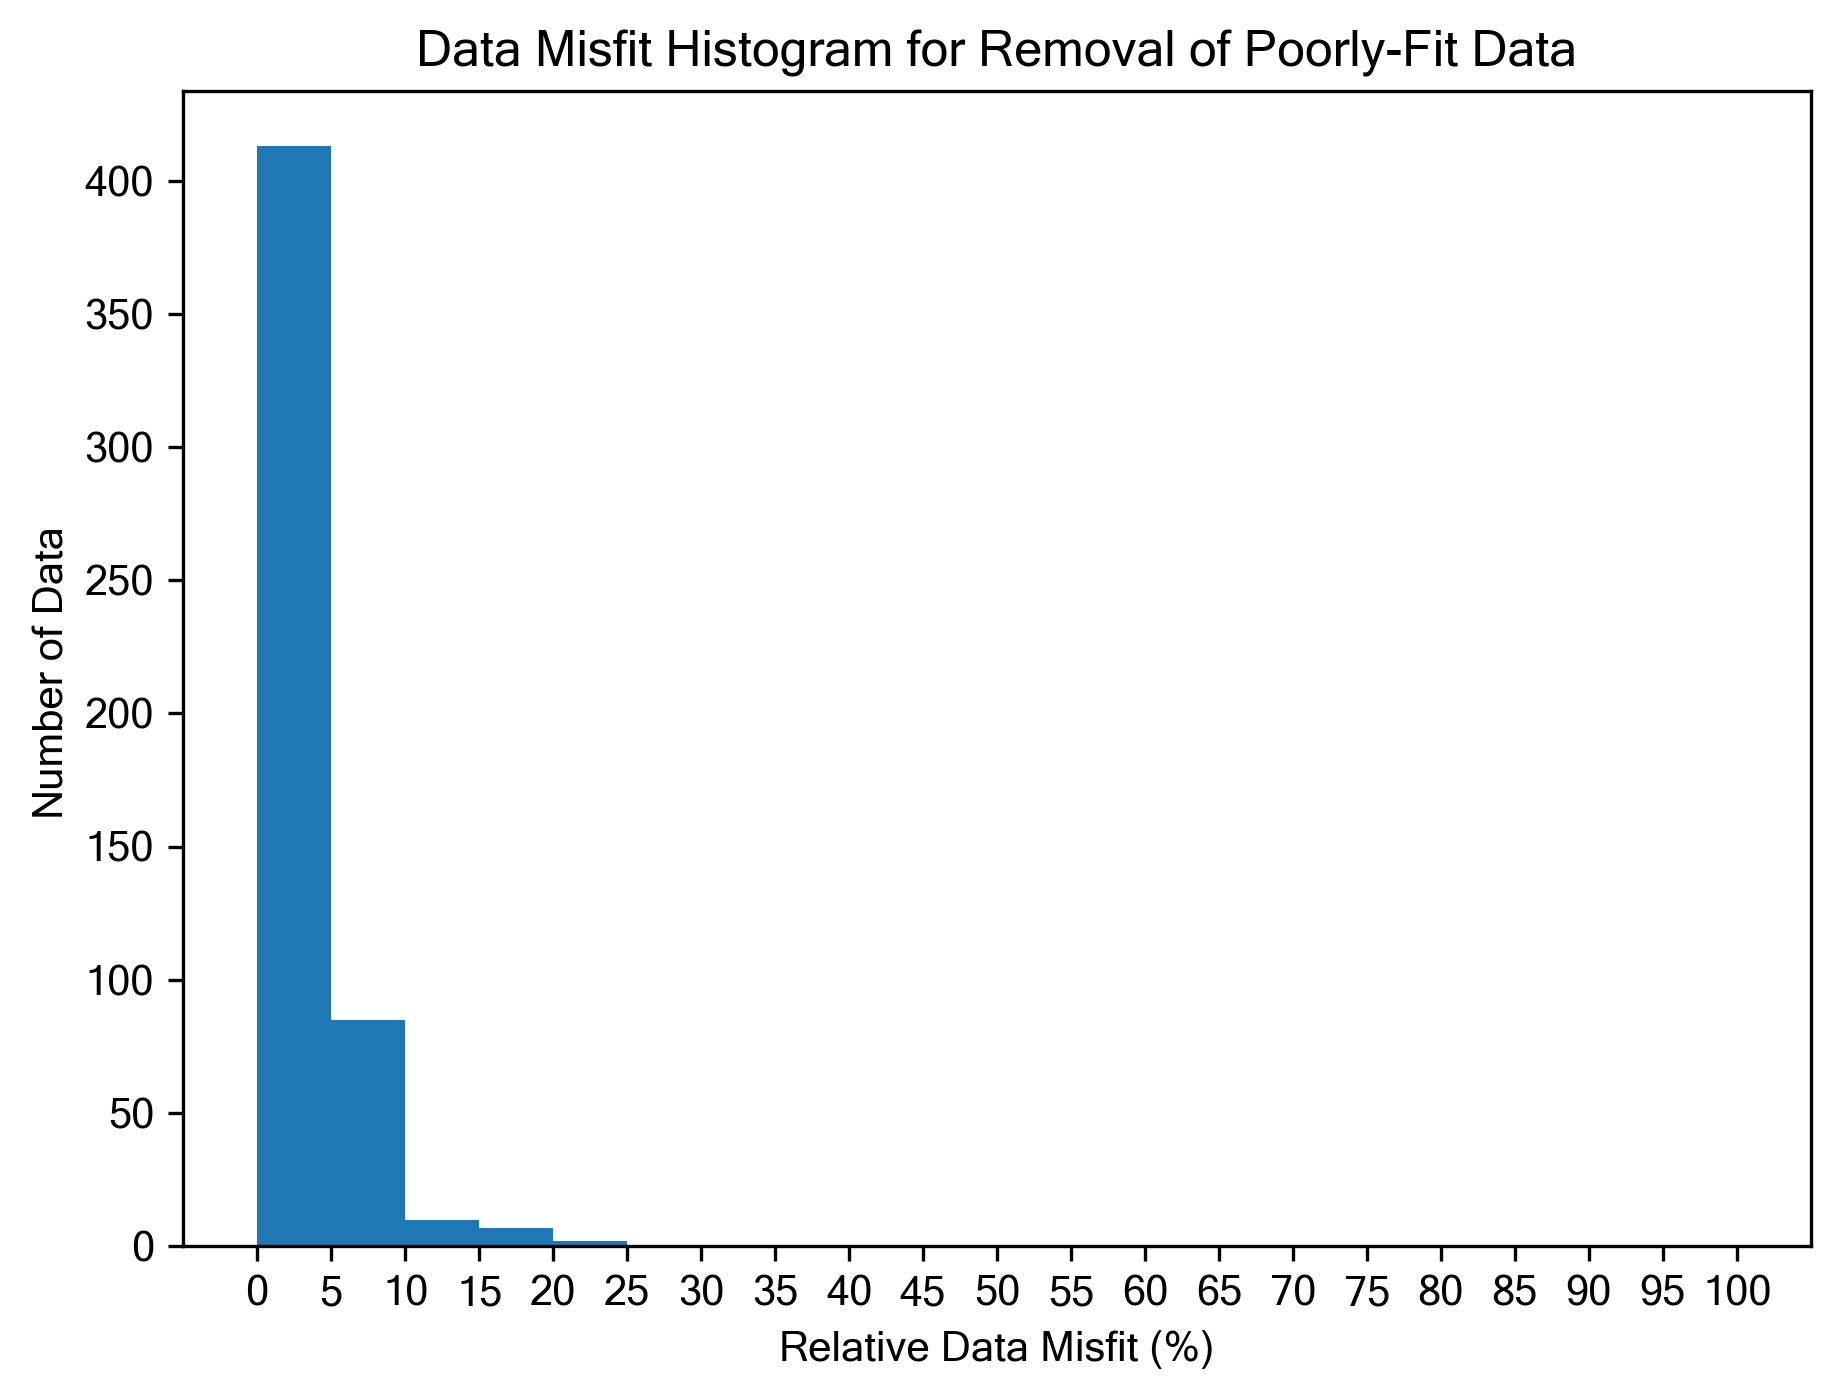 Data Misfit Histogram for Removal of Poorly-Fit Data
400
350
300
250
200
150
100
50
0
Number of Data
0 5 10 15 20 25 30 35 40 45 50 55 60 65 70 75 80 85 90 95 100
Relative Data Misfit (%)